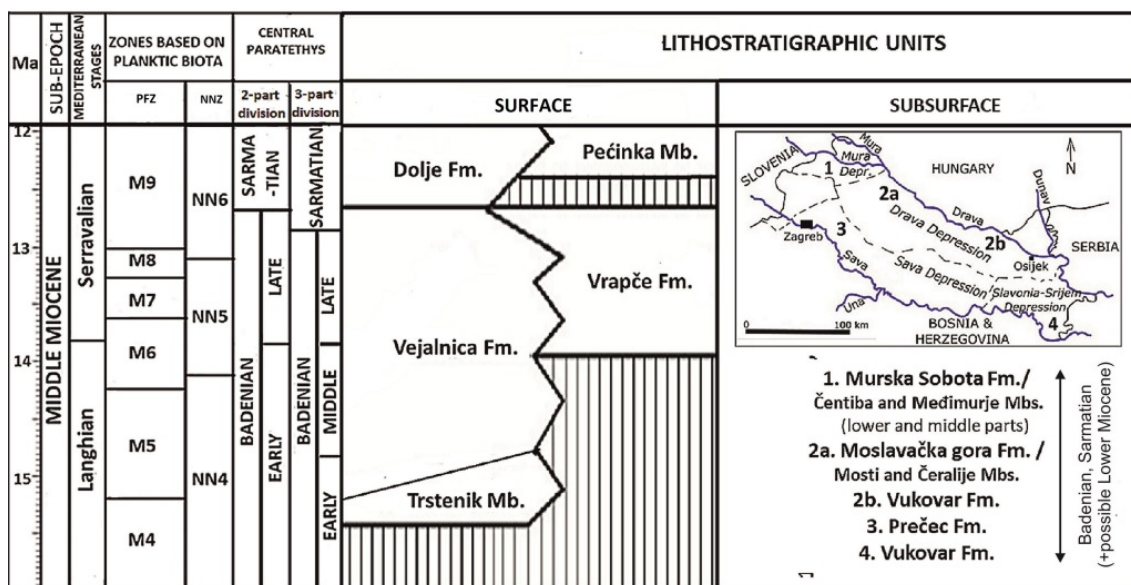 Ma
SUB-EPOCH
MEDITERRANEAN
STAGES
ZONES BASED ON
PLANKTIC BIOTA
PFZ
NNZ
CENTRAL
PARATETHYS
2-part
division
3-part
division
LITHOSTRATIGRAPHIC UNITS
SURFACE
SUBSURFACE
12
13
14
15
MIDDLE MIOCENE
Serravalian
Langhian
M9
M8
M7
M6
M5
M4
NN6
NN5
NN4
SARMA
-TIAN
BADENIAN
LATE
EARLY
SARMATIAN
BADENIAN
LATE
MIDDLE
EARLY
Dolje Fm.
Pećinka Mb.
Vrapče Fm.
Vejalnica Fm.
Trstenik Mb.
SLOVENIA
Mura
Mura
Depr.
1
HUNGARY
N
2a
Drava
Dunav
Drava Depression
2b
Zagreb
3
Osijek
SERBIA
Sava
Sava Depression
Slavonia-Srijem
Depression
Una
4
0
100 km
BOSNIA &
HERZEGOVINA
1. Murska Sobota Fm./
Čentiba and Međimurje Mbs.
(lower and middle parts)
2a. Moslavačka gora Fm. /
Mosti and Čeralije Mbs.
2b. Vukovar Fm.
3. Prečec Fm.
4. Vukovar Fm.
Badenian, Sarmatian
(+possible Lower Miocene)